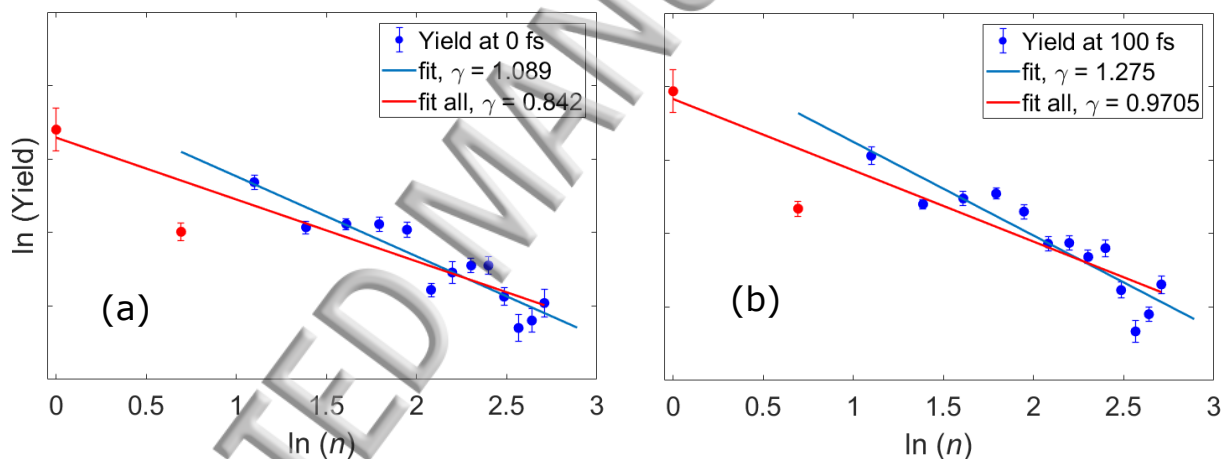 Yield at 0 fs
fit, γ = 1.089
fit all, γ = 0.842
ln (Yield)
(a)
0
0.5
1
1.5
2
2.5
3
ln (n)
Yield at 100 fs
fit, γ = 1.275
fit all, γ = 0.9705
(b)
0
0.5
1
1.5
2
2.5
3
ln (n)
TED MAN